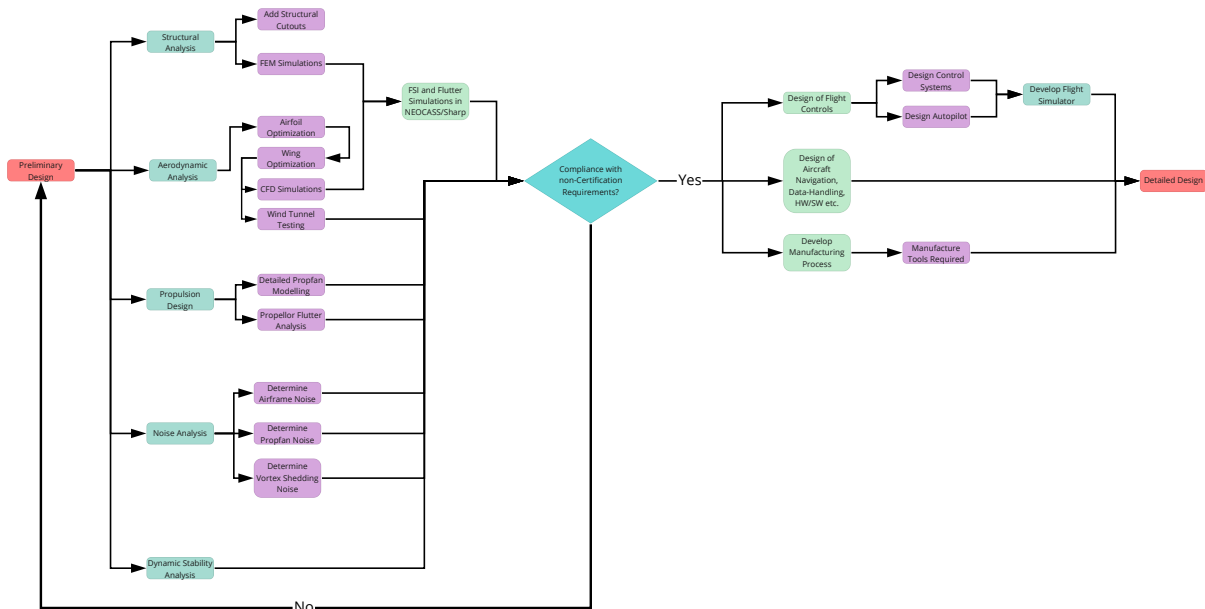 Preliminary
Design
Structural
Analysis
Add Structural
Cutouts
FEM Simulations
FSI and Flutter
Simulations in
NEOCASS/Sharp
Aerodynamic
Analysis
Airfoil
Optimization
Wing
Optimization
CFD Simulations
Wind Tunnel
Testing
Propulsion
Design
Detailed Propfan
Modelling
Propellor Flutter
Analysis
Noise Analysis
Determine
Airframe Noise
Determine
Propfan Noise
Determine
Vortex Shedding
Noise
Dynamic Stability
Analysis
Compliance with
non-Certification
Requirements?
No
Yes
Design of Flight
Controls
Design Control
Systems
Design Autopilot
Develop Flight
Simulator
Design of
Aircraft
Navigation,
Data-Handling,
HW/SW etc.
Develop
Manufacturing
Process
Manufacture
Tools Required
Detailed Design